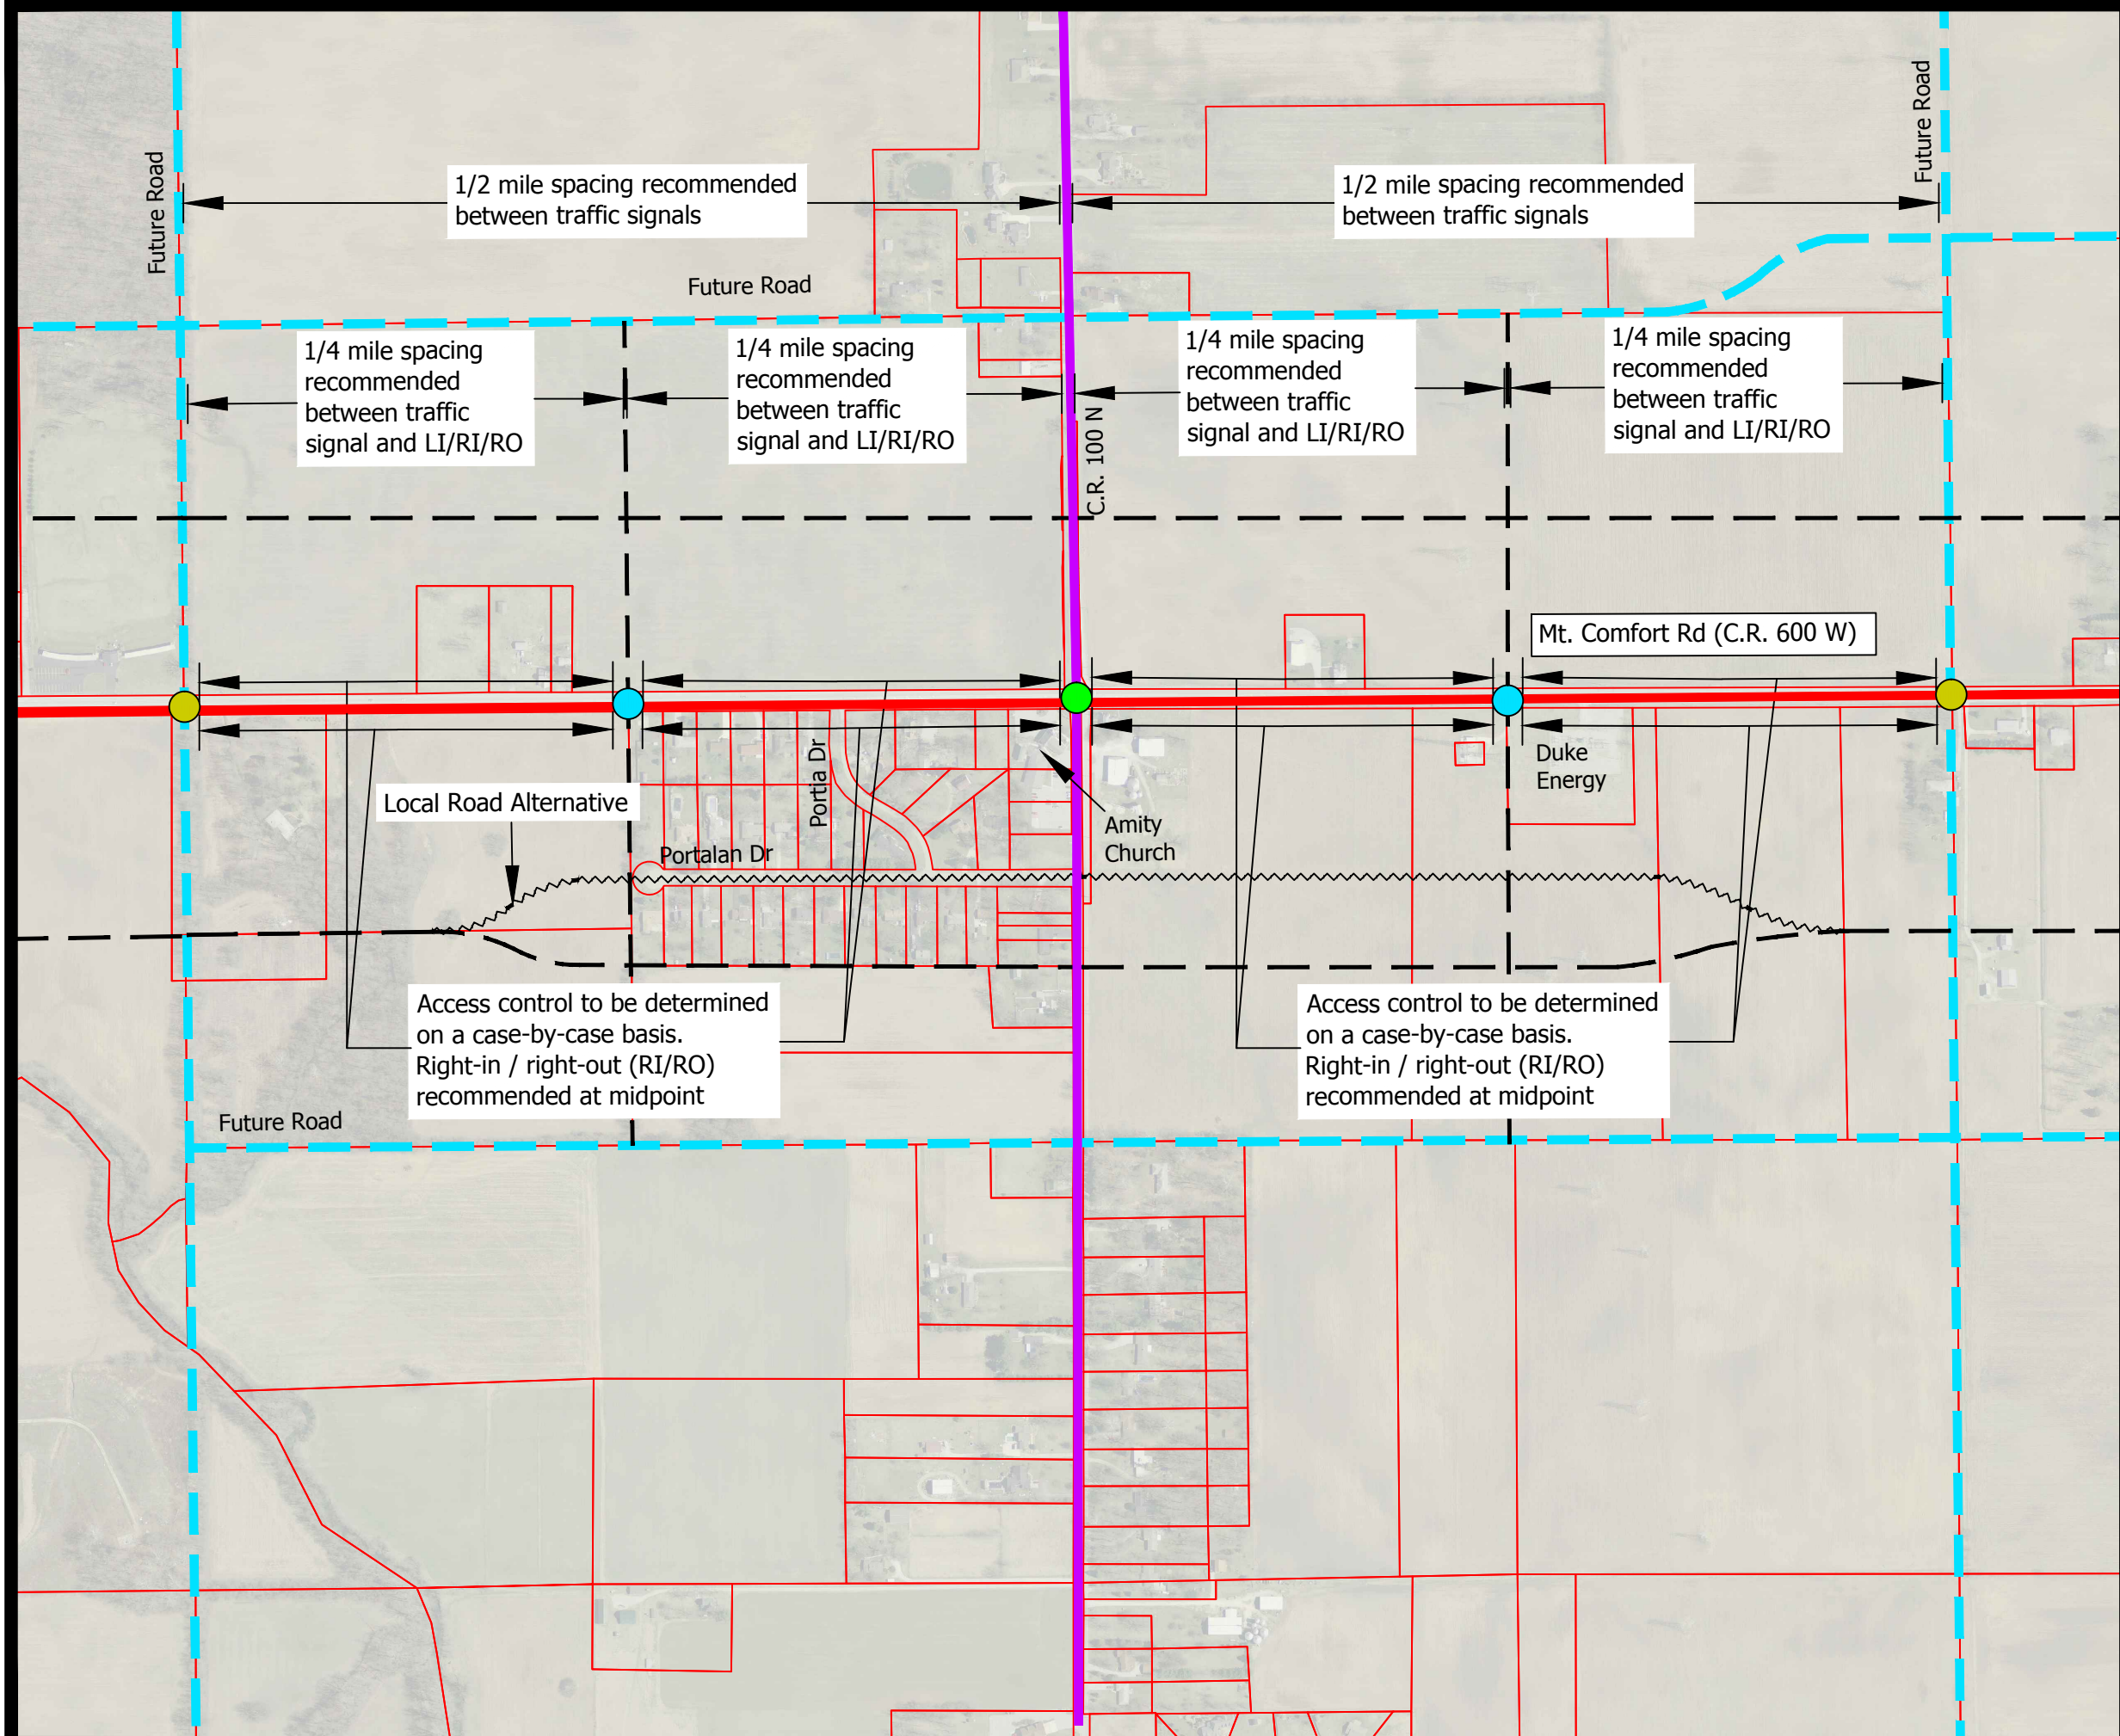 Future Road
1/2 mile spacing recommended
between traffic signals
1/2 mile spacing recommended
between traffic signals
Future Road
Future Road
1/4 mile spacing
recommended
between traffic
signal and LI/RI/RO
1/4 mile spacing
recommended
between traffic
signal and LI/RI/RO
1/4 mile spacing
recommended
between traffic
signal and LI/RI/RO
1/4 mile spacing
recommended
between traffic
signal and LI/RI/RO
C.R. 100 N
Mt. Comfort Rd (C.R. 600 W)
Local Road Alternative
Portia Dr
Portalan Dr
Amity
Church
Duke
Energy
Access control to be determined
on a case-by-case basis.
Right-in / right-out (RI/RO)
recommended at midpoint
Access control to be determined
on a case-by-case basis.
Right-in / right-out (RI/RO)
recommended at midpoint
Future Road